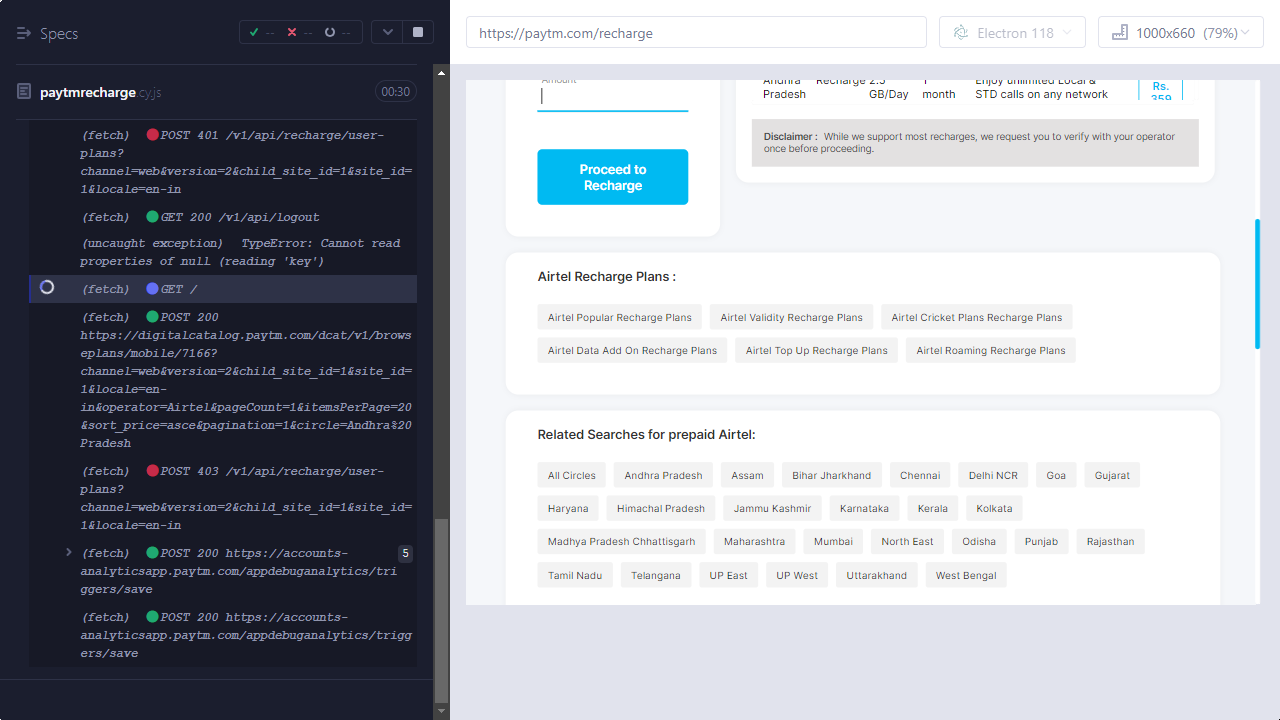 Specs
-- -- --
paytmrecharge.cy.js
00:30
(fetch) POST 401 /v1/api/recharge/user-
plans?
channel=web&version=2&child_site_id=1&site_id=
1&locale=en-in
(fetch) GET 200 /v1/api/logout
(uncaught exception) TypeError: Cannot read
properties of null (reading 'key')
(fetch) GET /
(fetch) POST 200
https://digitalcatalog.paytm.com/dcat/v1/brows
eplans/mobile/7166?
channel=web&version=2&child_site_id=1&site_id=
1&locale=en-
in&operator=Airtel&pageCount=1&itemsPerPage=20
&sort_price=asce&pagination=1&circle=Andhra%20
Pradesh
(fetch) POST 403 /v1/api/recharge/user-
plans?
channel=web&version=2&child_site_id=1&site_id=
1&locale=en-in
(fetch) POST 200 https://accounts-
analyticsapp.paytm.com/appdebuganalytics/tri
ggers/save
5
(fetch) POST 200 https://accounts-
analyticsapp.paytm.com/appdebuganalytics/trigg
ers/save
https://paytm.com/recharge
Electron 118
1000x660 (79%)
Amount
Proceed to
Recharge
Andhra Recharge 2.5 1 Enjoy unlimited Local &
Pradesh GB/Day month STD calls on any network
Rs.
359
Disclaimer : While we support most recharges, we request you to verify with your operator
once before proceeding.
Airtel Recharge Plans :
Airtel Popular Recharge Plans Airtel Validity Recharge Plans Airtel Cricket Plans Recharge Plans
Airtel Data Add On Recharge Plans Airtel Top Up Recharge Plans Airtel Roaming Recharge Plans
Related Searches for prepaid Airtel:
All Circles Andhra Pradesh Assam Bihar Jharkhand Chennai Delhi NCR Goa Gujarat
Haryana Himachal Pradesh Jammu Kashmir Karnataka Kerala Kolkata
Madhya Pradesh Chhattisgarh Maharashtra Mumbai North East Odisha Punjab Rajasthan
Tamil Nadu Telangana UP East UP West Uttarakhand West Bengal